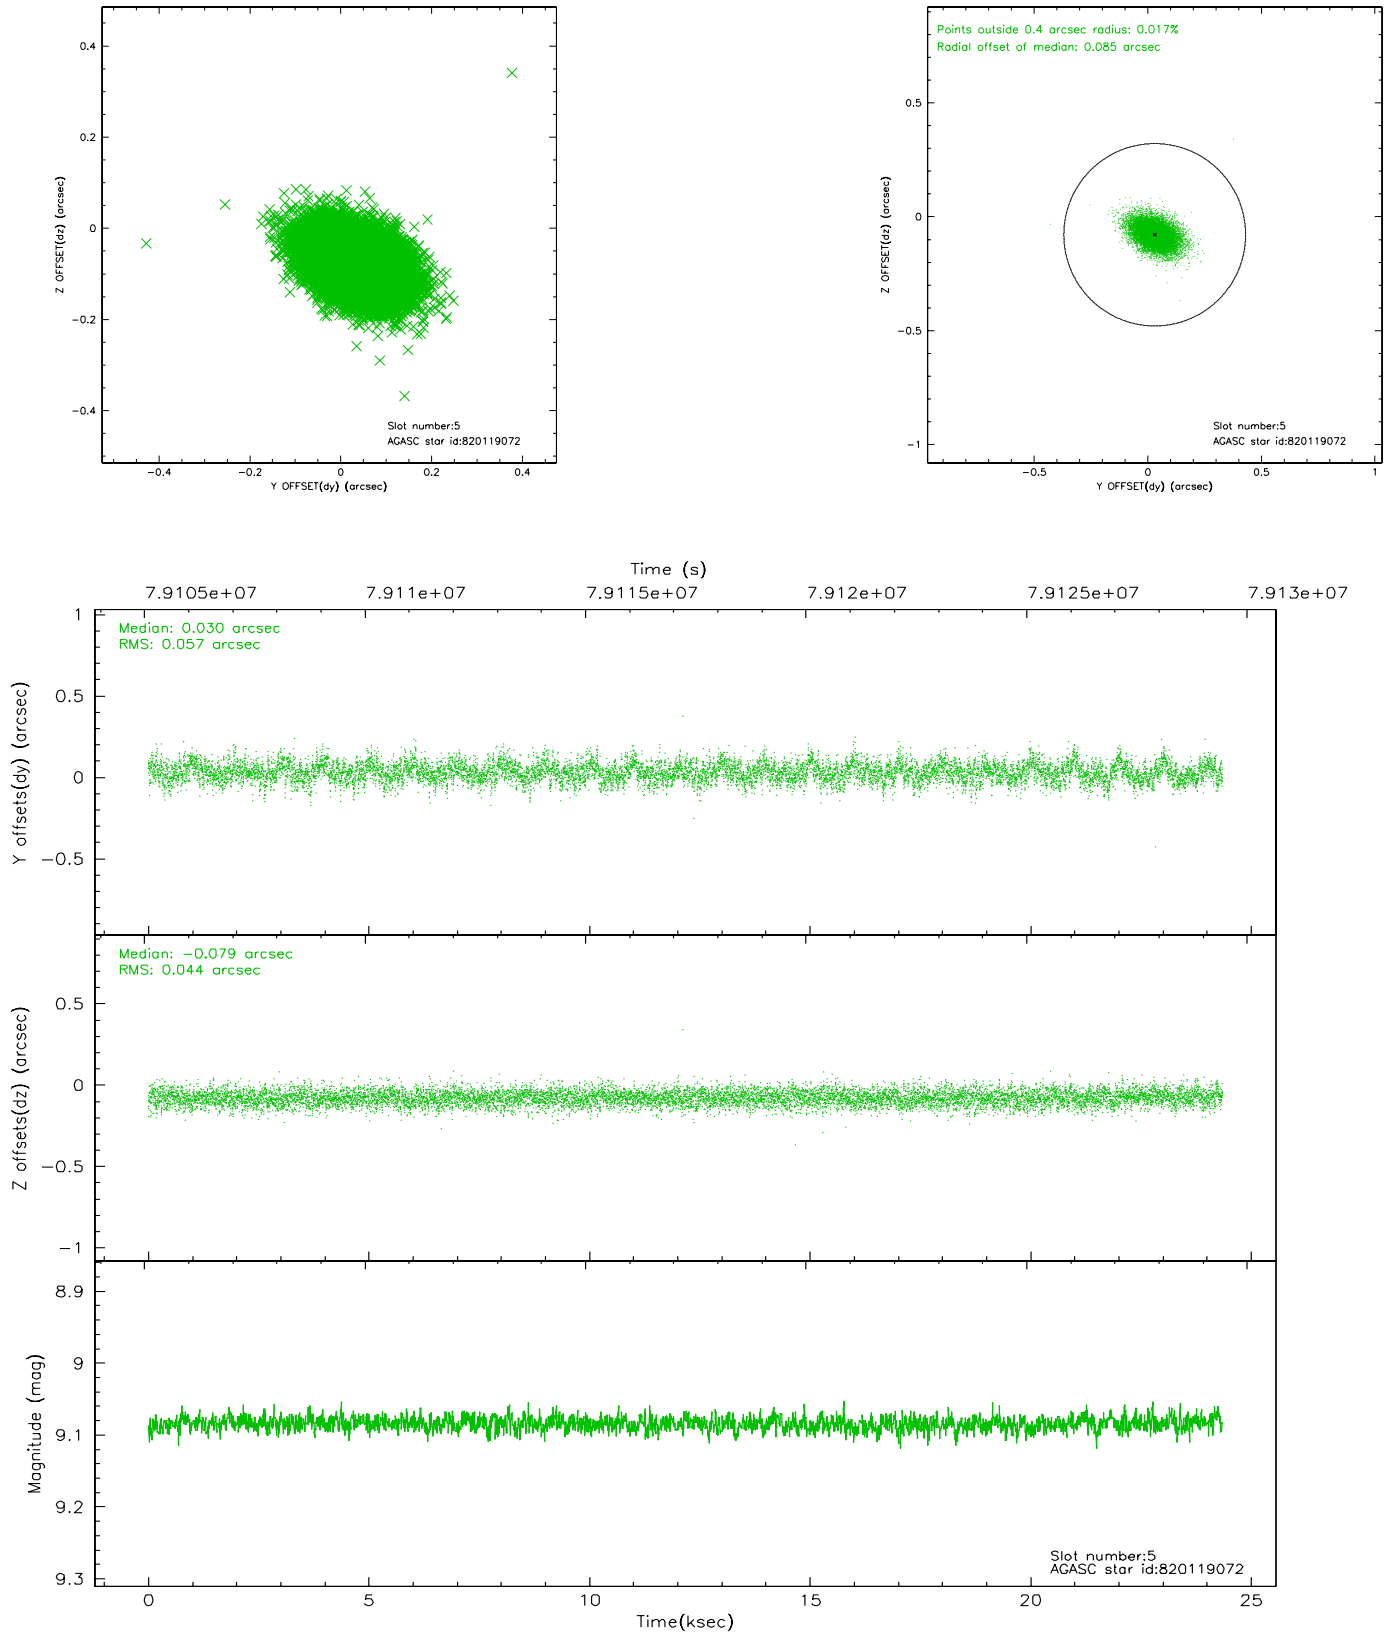 0.4
0.2
0
−0.2
−0.4
Z OFFSET(dz) (arcsec)
−0.4 −0.2 0 0.2 0.4
Y OFFSET(dy) (arcsec)
Slot number:5
AGASC star id:820119072
Points outside 0.4 arcsec radius: 0.017%
Radial offset of median: 0.085 arcsec
0.5
0
−0.5
−1
Z OFFSET(dz) (arcsec)
−0.5 0 0.5 1
Y OFFSET(dy) (arcsec)
Slot number:5
AGASC star id:820119072
Time (s)
7.9105e+07 7.911e+07 7.9115e+07 7.912e+07 7.9125e+07 7.913e+07
Median: 0.030 arcsec
RMS: 0.057 arcsec
1
0.5
0
−0.5
Y offsets(dy) (arcsec)
Median: −0.079 arcsec
RMS: 0.044 arcsec
0.5
0
−0.5
−1
Z offsets(dz) (arcsec)
8.9
9
9.1
9.2
9.3
Magnitude (mag)
Slot number:5
AGASC star id:820119072
0 5 10 15 20 25
Time(ksec)